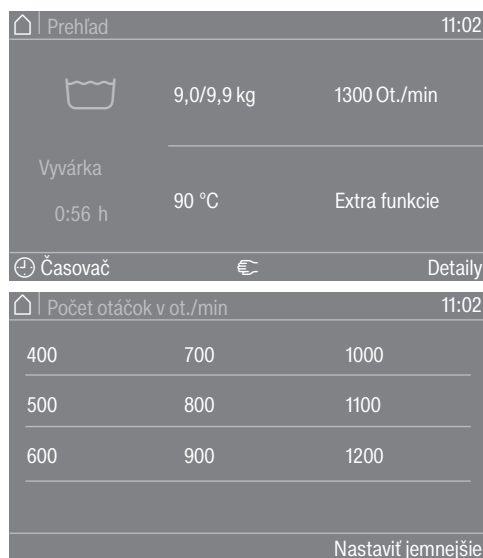 Prehľad 11:02
9,0/9,9 kg 1300 Ot./min
Vyvárka
90 °C Extra funkcie
0:56 h
Časovač Detaily
Počet otáčok v ot./min 11:02
400 700 1000
500 800 1100
600 900 1200
Nastaviť jemnejšie